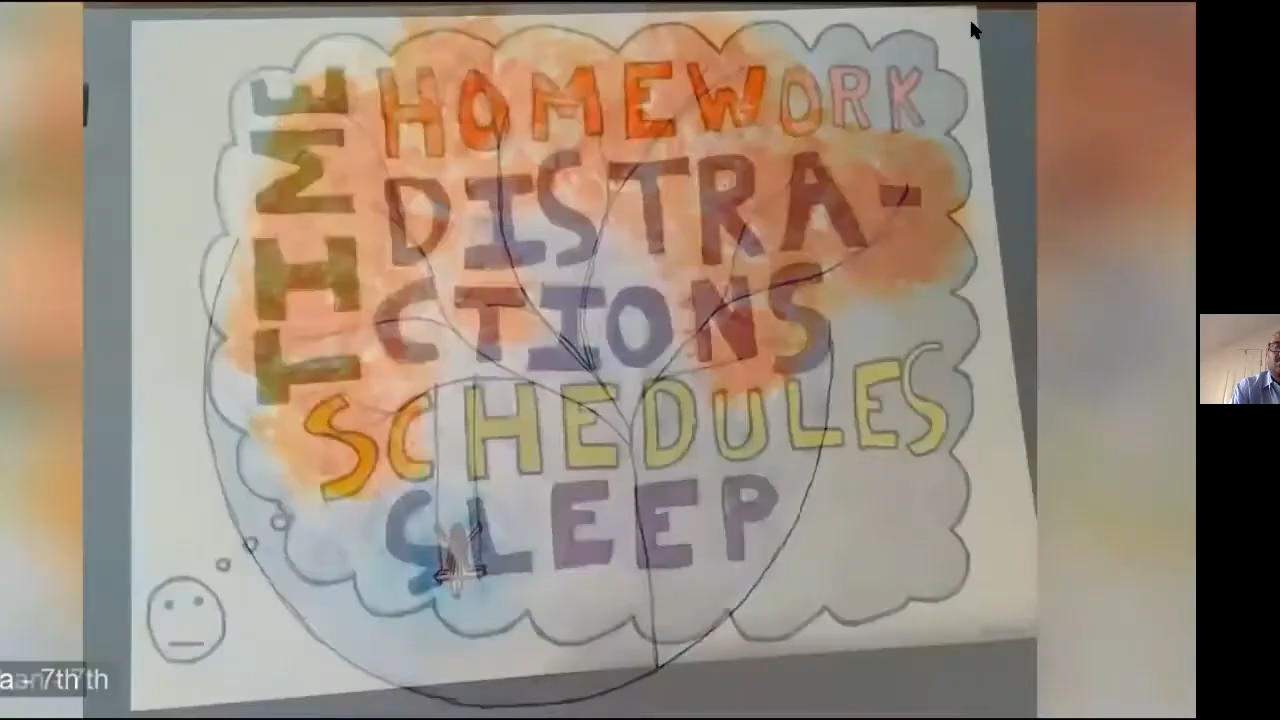 TIME
HOMEWORK
DISTRA-
CTIONS
SCHEDULES
SLEEP
7th